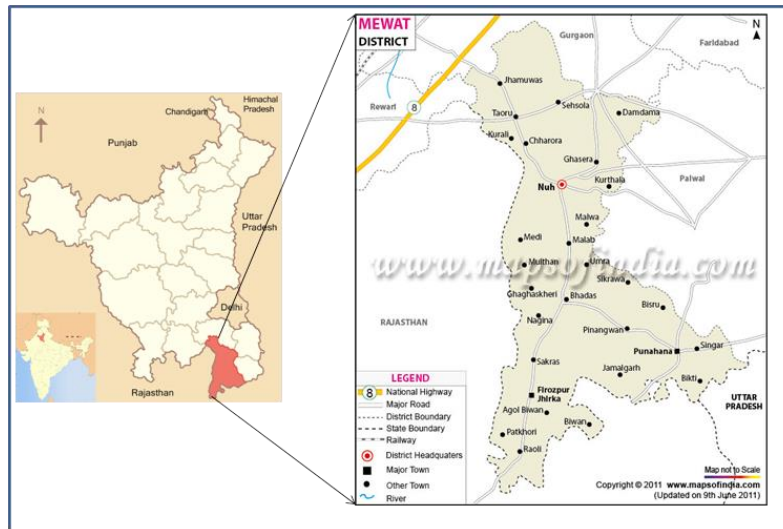 N
Chandigarh
Himachal
Pradesh
Punjab
Uttar
Pradesh
Delhi
Rajasthan
MEWAT
DISTRICT
N
Gurgaon
Faridabad
Rewari
8
Jhamuwas
Sehsola
Damdama
Taoru
Kurali
Chharora
Ghasera
Palwal
Nuh
Kurthala
Malwa
Medi
Malab
Multhan
Umra
www.mapsofindia.com
Sikrawa
Ghaghaskheri
Bhadas
Bisru
RAJASTHAN
Nagina
Pinangwan
Punahana
Singar
Sakras
Jamalgarh
Bikti
Firozpur
Jhirka
UTTAR
PRADESH
Agol Biwan
Biwan
Patkhori
Raoli
LEGEND
8 National Highway
Major Road
District Boundary
State Boundary
Railway
District Headquaters
Major Town
Other Town
River
Map not to Scale
Copyright © 2011 www.mapsofindia.com
(Updated on 9th June 2011)